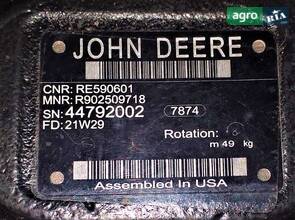 agro
RIA
JOHN DEERE
CNR: RE590601
MNR: R902509718
SN: 44792002 7874
FD: 21W29
Rotation:
m 49 kg
Assembled In USA